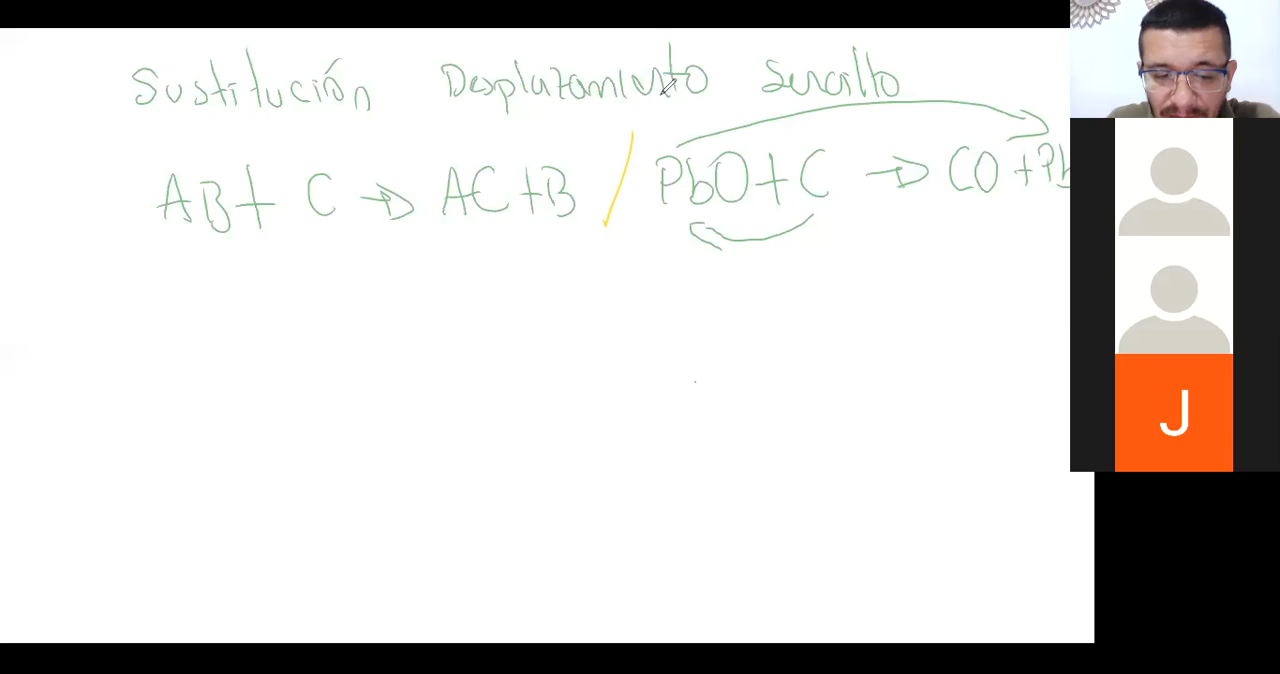 Sustitución Desplazamiento Sencillo
AB + C → AC + B / PbO + C → CO + Pb
J